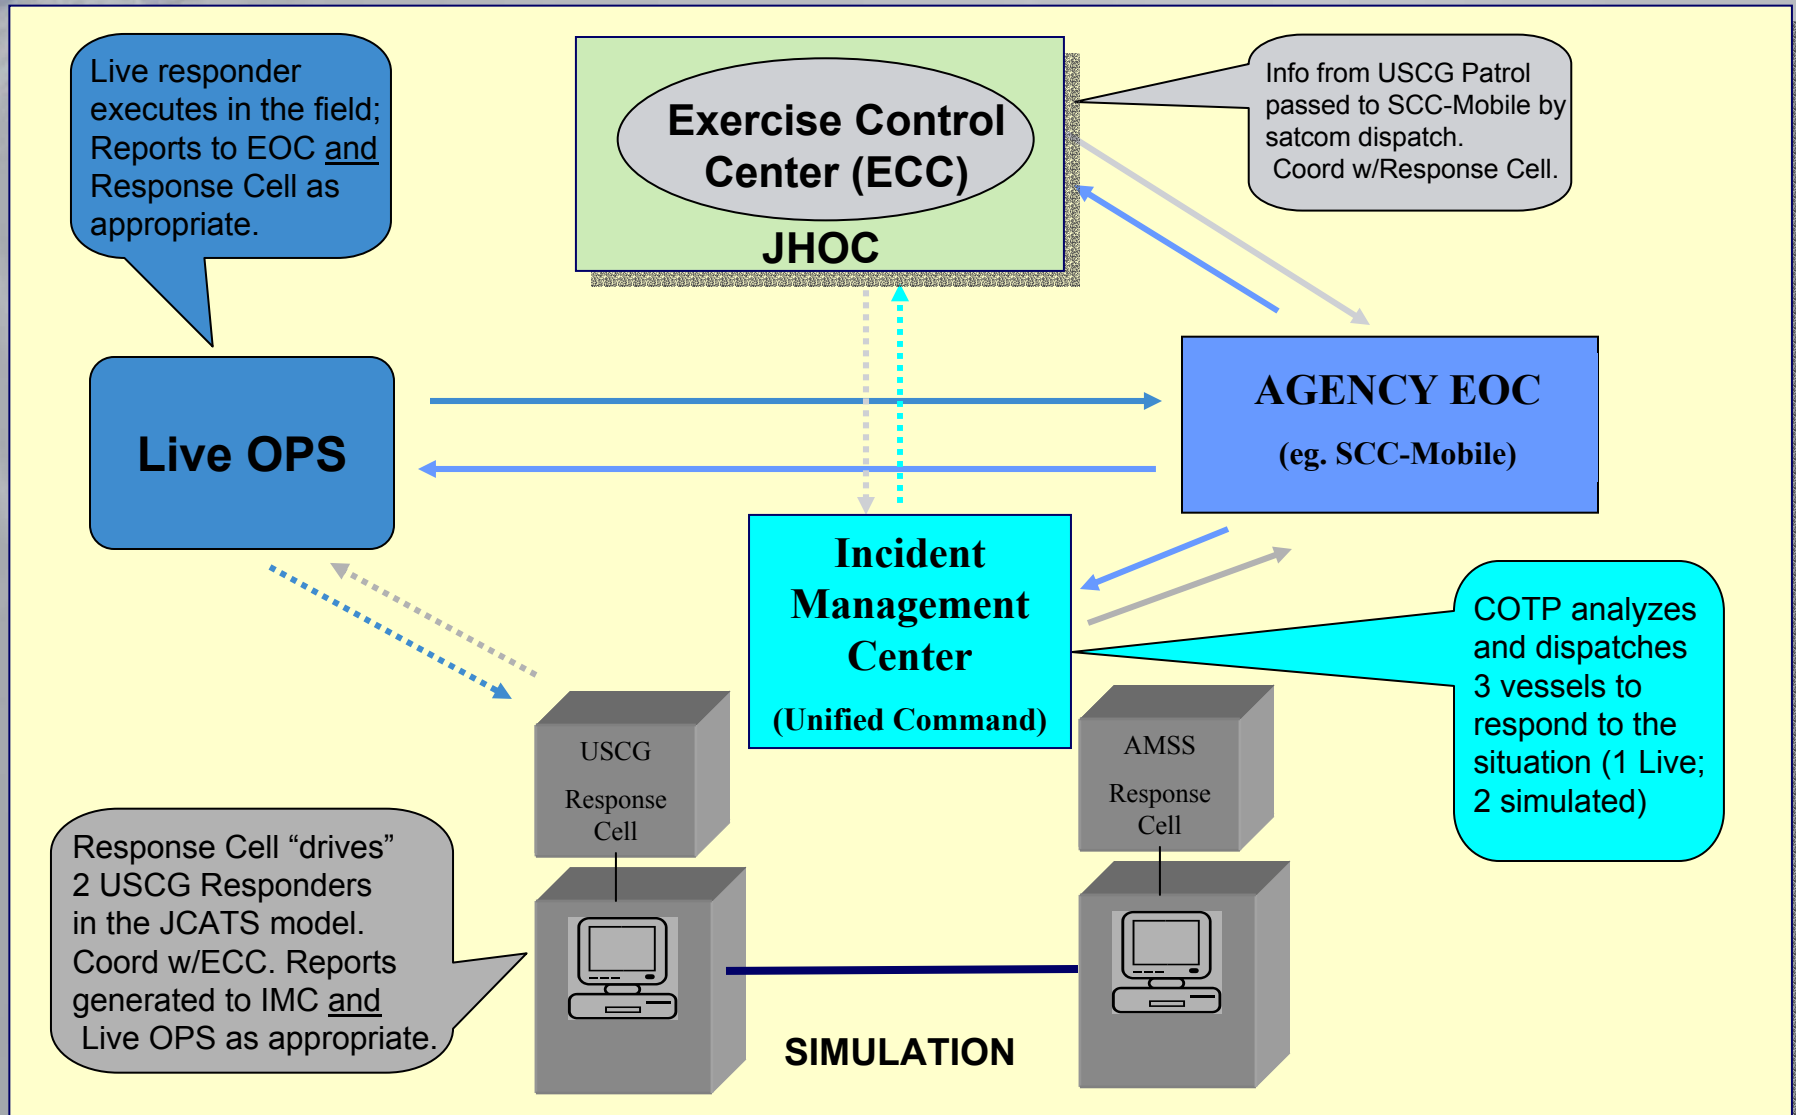 Live responder
executes in the field;
Reports to EOC and
Response Cell as
appropriate.
Exercise Control
Center (ECC)
JHOC
Info from USCG Patrol
passed to SCC-Mobile by
satcom dispatch.
Coord w/Response Cell.
Live OPS
AGENCY EOC
(eg. SCC-Mobile)
Incident
Management
Center
(Unified Command)
COTP analyzes
and dispatches
3 vessels to
respond to the
situation (1 Live;
2 simulated)
USCG
Response
Cell
AMSS
Response
Cell
Response Cell “drives”
2 USCG Responders
in the JCATS model.
Coord w/ECC. Reports
generated to IMC and
Live OPS as appropriate.
SIMULATION